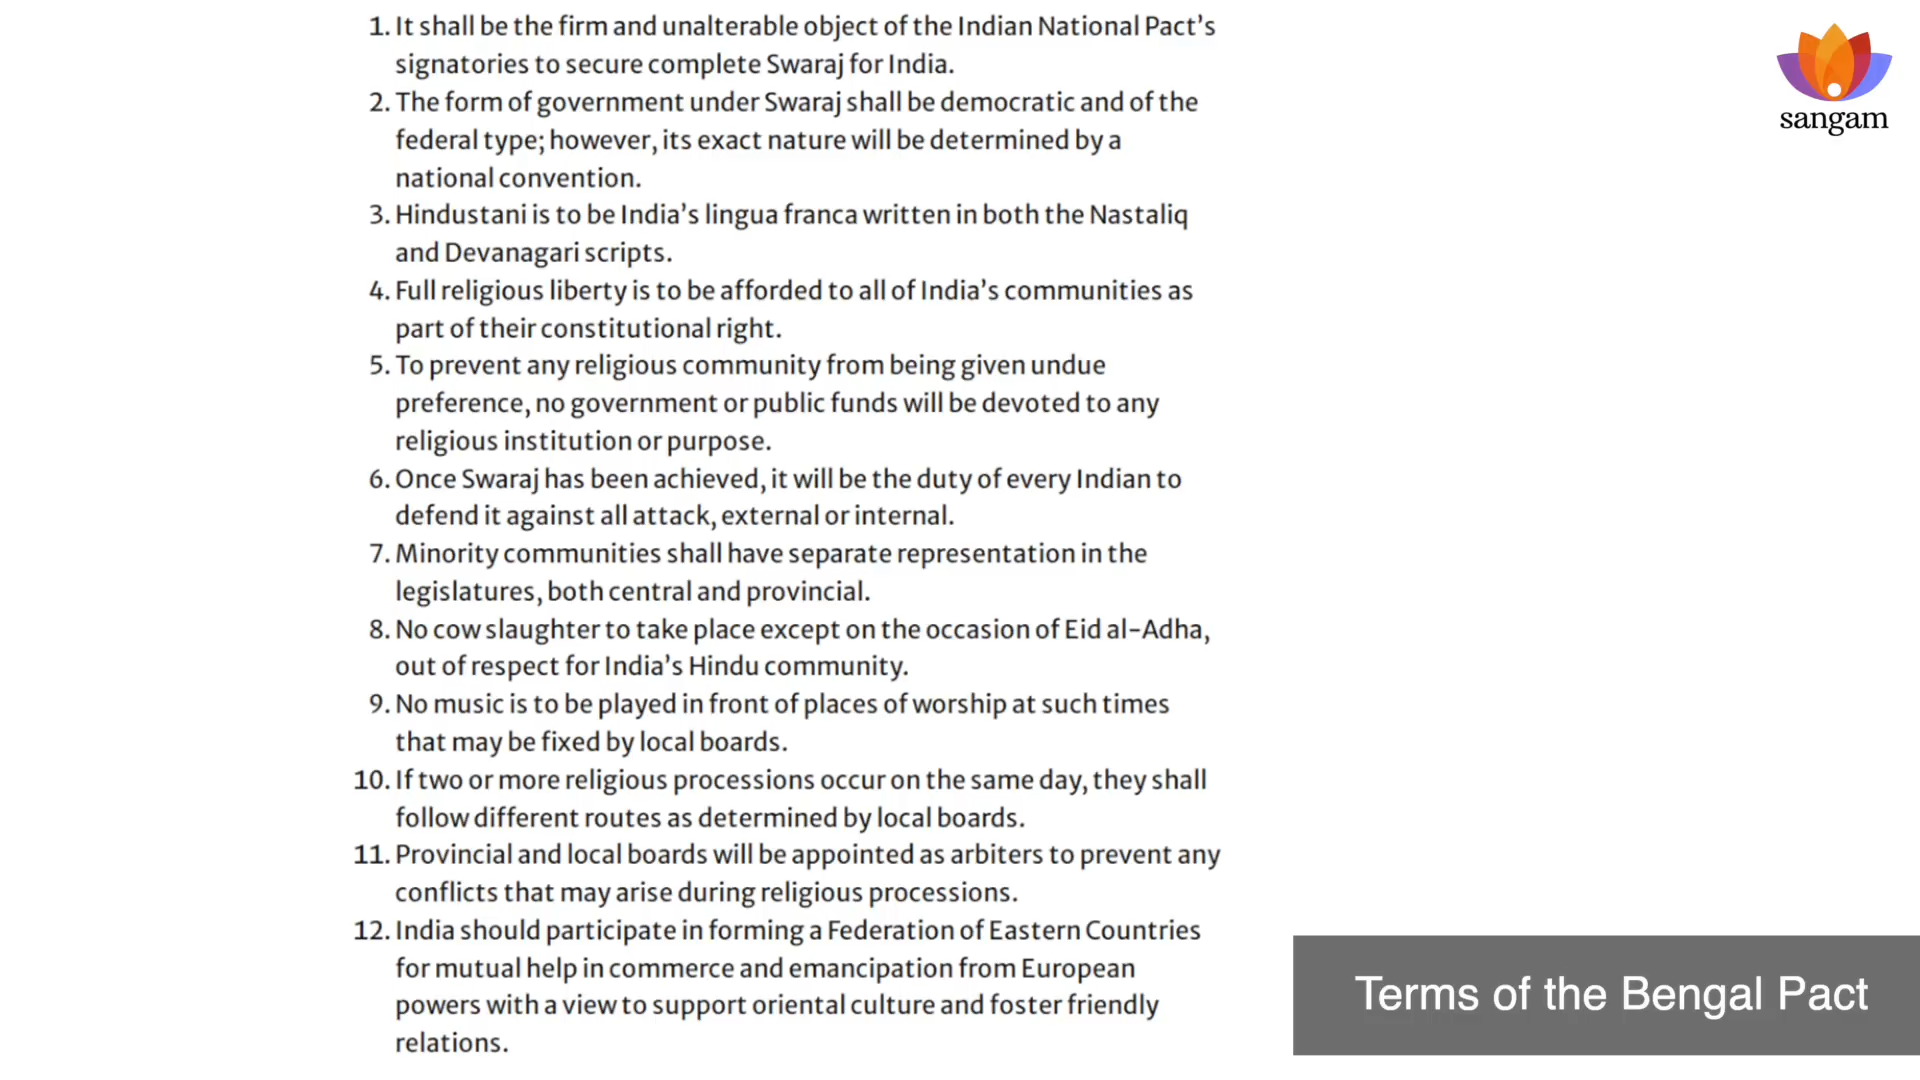 1. It shall be the firm and unalterable object of the Indian National Pact's
signatories to secure complete Swaraj for India.
2. The form of government under Swaraj shall be democratic and of the
federal type; however, its exact nature will be determined by a
national convention.
3. Hindustani is to be India's lingua franca written in both the Nastaliq
and Devanagari scripts.
4. Full religious liberty is to be afforded to all of India's communities as
part of their constitutional right.
5. To prevent any religious community from being given undue
preference, no government or public funds will be devoted to any
religious institution or purpose.
6. Once Swaraj has been achieved, it will be the duty of every Indian to
defend it against all attack, external or internal.
7. Minority communities shall have separate representation in the
legislatures, both central and provincial.
8. No cow slaughter to take place except on the occasion of Eid al-Adha,
out of respect for India's Hindu community.
9. No music is to be played in front of places of worship at such times
that may be fixed by local boards.
10. If two or more religious processions occur on the same day, they shall
follow different routes as determined by local boards.
11. Provincial and local boards will be appointed as arbiters to prevent any
conflicts that may arise during religious processions.
12. India should participate in forming a Federation of Eastern Countries
for mutual help in commerce and emancipation from European
powers with a view to support oriental culture and foster friendly
relations.
sangam
Terms of the Bengal Pact